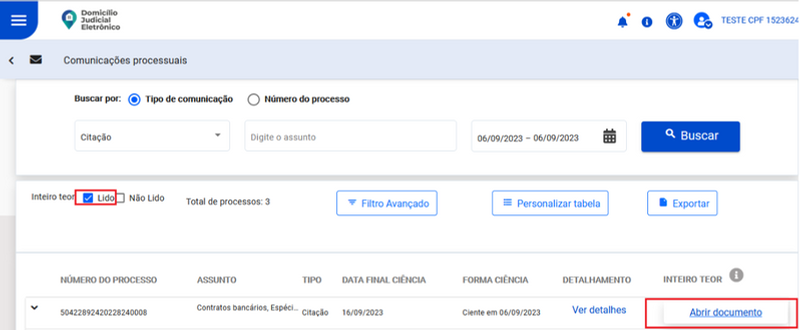 Domicílio
Judicial
Eletrônico
TESTE CPF 1523624
Comunicações processuais
Buscar por: Tipo de comunicação Número do processo
Citação Digite o assunto 06/09/2023 – 06/09/2023 Buscar
Inteiro teor Lido Não Lido Total de processos: 3 Filtro Avançado Personalizar tabela Exportar
NÚMERO DO PROCESSO ASSUNTO TIPO DATA FINAL CIÊNCIA FORMA CIÊNCIA DETALHAMENTO INTEIRO TEOR
50422892420228240008 Contratos bancários, Espéci... Citação 16/09/2023 Ciente em 06/09/2023 Ver detalhes Abrir documento